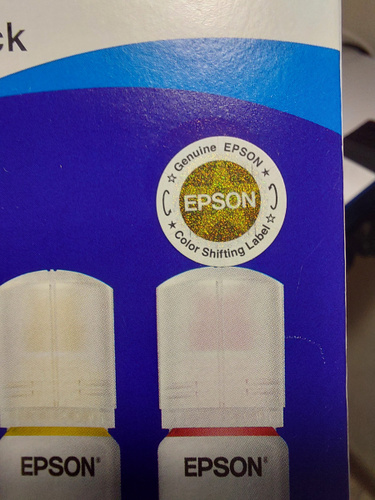 ck
☆ Genuine EPSON ★
EPSON
★ Color Shifting Label ☆
EPSON®
EPSON®